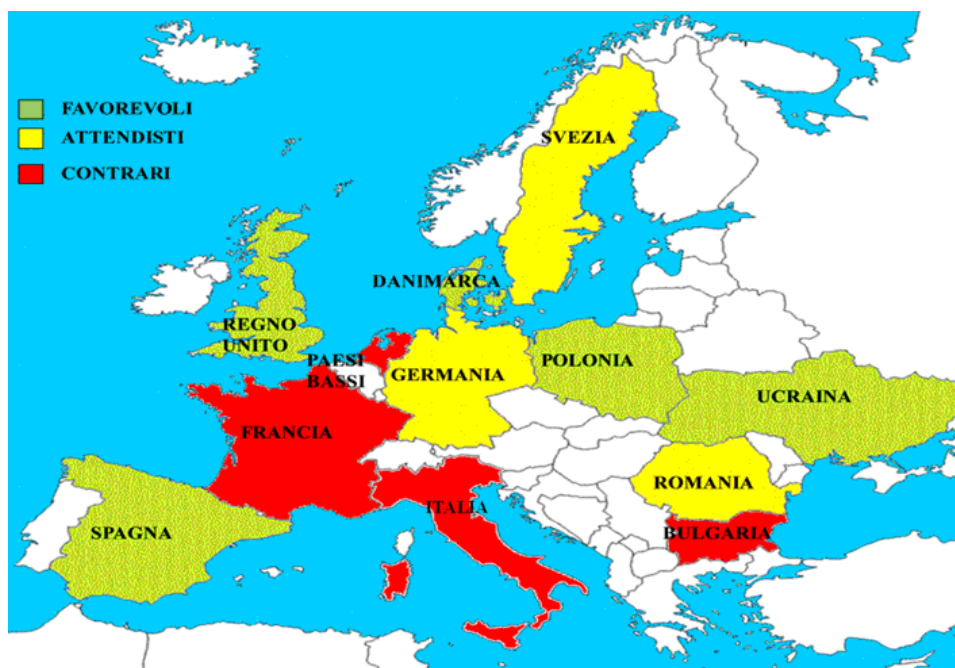 FAVOREVOLI
ATTENDISTI
CONTRARI
SVEZIA
DANIMARCA
REGNO
UNITO
PAESI
BASSI
GERMANIA
POLONIA
UCRAINA
FRANCIA
ROMANIA
ITALIA
SPAGNA
BULGARIA